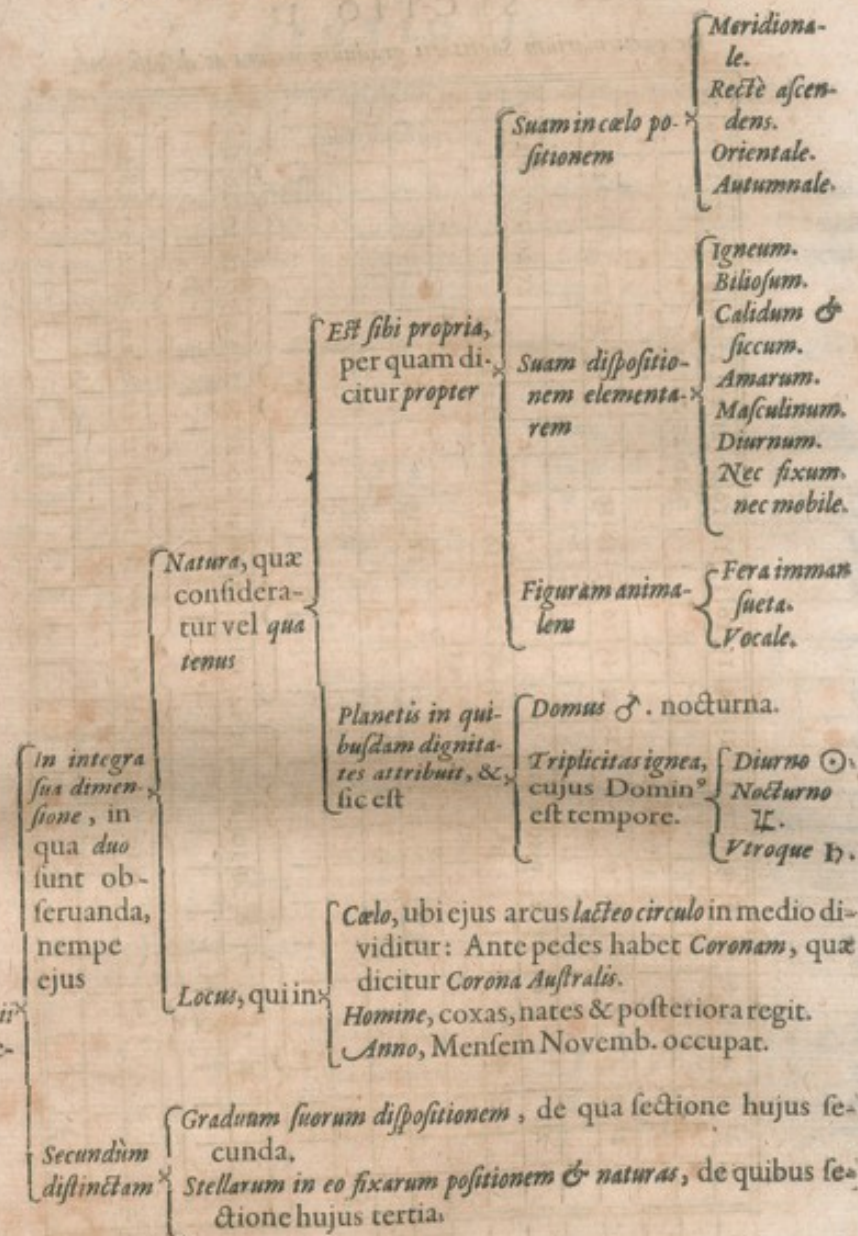 Meridiona-
le.
Rectè ascen-
dens.
Orientale.
Autumnale.
Suam in cœlo po-
sitionem
Igneum.
Biliosum.
Calidum &
siccum.
Amarum.
Masculinum.
Diurnum.
Nec fixum.
nec mobile.
Est sibi propria,
per quam di-
citur propter
Suam dispositio-
nem elementa-
rem
Natura, quæ
considera-
tur vel qua
tenus
Figuram anima-
lem
Fera imman
sueta.
Vocale.
Planetis in qui-
busdam dignita-
tes attribuit, &
sic est
Domus ♂. nocturna.
Triplicitas ignea,
cujus Dominꝰ
est tempore.
Diurno ☉.
Nocturno
♃.
Vtroque ♄.
In integra
sua dimen-
sione, in
qua duo
sunt ob-
seruanda,
nempe
ejus
Locus, qui in
Cœlo, ubi ejus arcus lacteo circulo in medio di-
viditur: Ante pedes habet Coronam, quæ
dicitur Corona Australis.
Homine, coxas, nates & posteriora regit.
Anno, Mensem Novemb. occupat.
ii
e-
Secundùm
distinctam
Graduum suorum dispositionem, de qua sectione hujus se-
cunda,
Stellarum in eo fixarum positionem & naturas, de quibus se-
ctione hujus tertia.